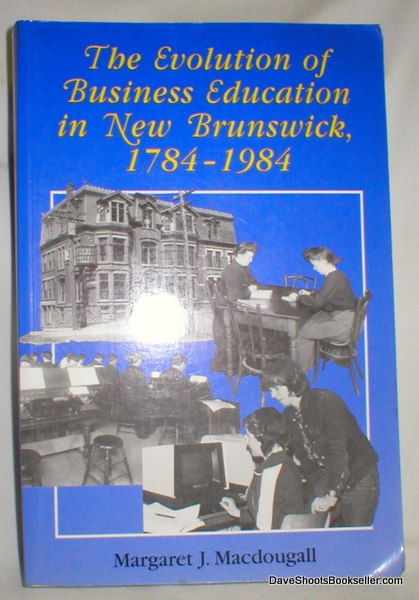 The Evolution of
Business Education
in New Brunswick,
1784-1984
Margaret J. Macdougall
DaveShootsBookseller.com